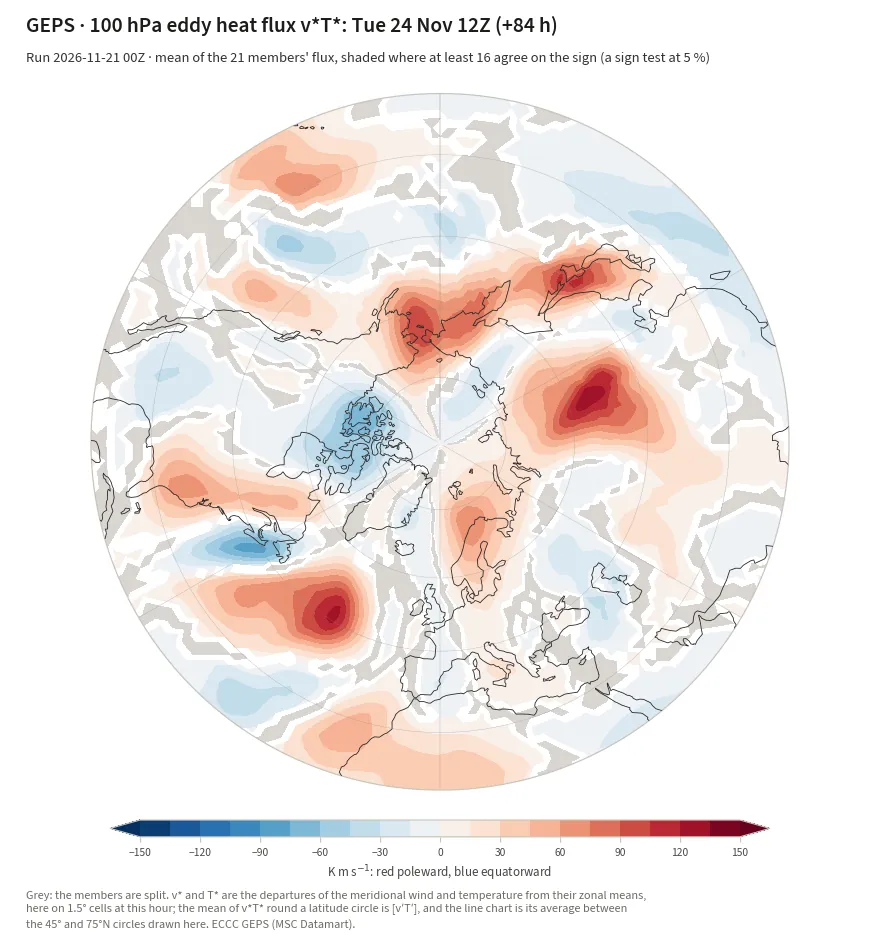 GEPS · 100 hPa eddy heat flux v*T*: Tue 24 Nov 12Z (+84 h)
Run 2026-11-21 00Z · mean of the 21 members' flux, shaded where at least 16 agree on the sign (a sign test at 5 %)
−150 −120 −90 −60 −30 0 30 60 90 120 150
K m s⁻¹: red poleward, blue equatorward
Grey: the members are split. v* and T* are the departures of the meridional wind and temperature from their zonal means,
here on 1.5° cells at this hour; the mean of v*T* round a latitude circle is [v′T′], and the line chart is its average between
the 45° and 75°N circles drawn here. ECCC GEPS (MSC Datamart).